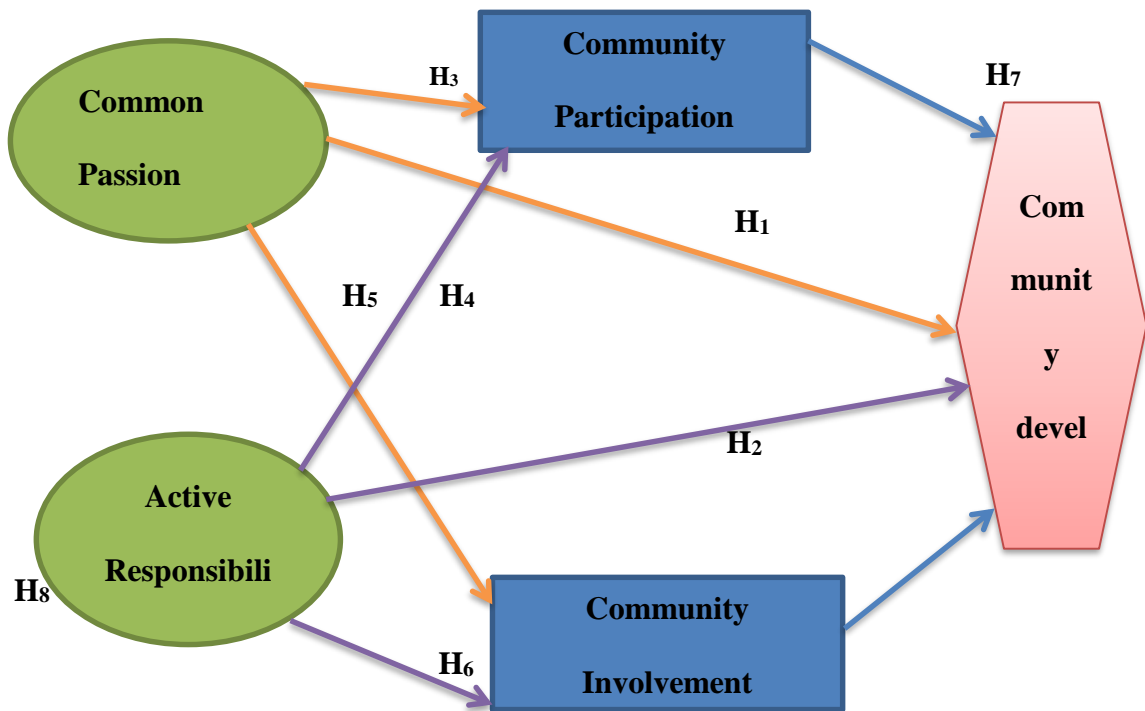 Common
Passion
Community
Participation
H3
H7
H1
H5
H4
Com
munit
y
devel
H2
Active
Responsibili
H8
H6
Community
Involvement